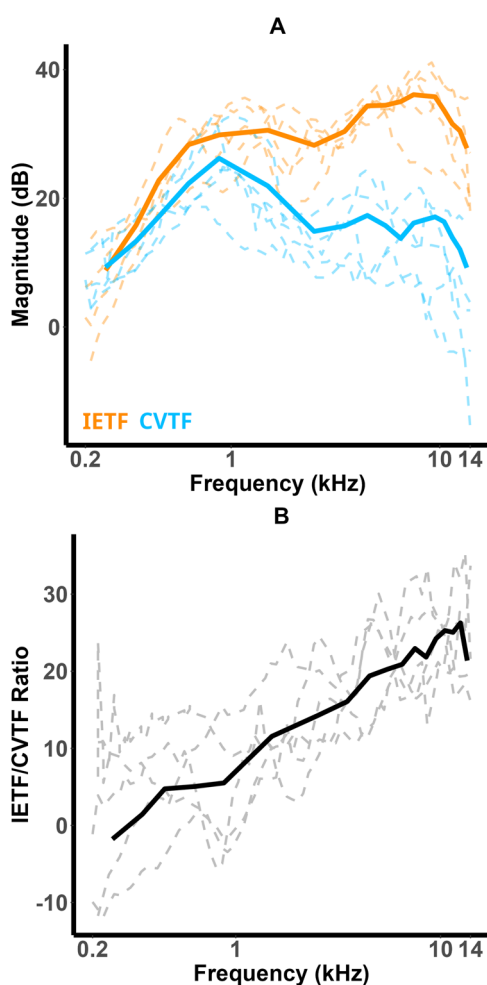 A
Magnitude (dB)
40
20
0
IETF CVTF
0.2 1 10 14
Frequency (kHz)
B
IETF/CVTF Ratio
30
20
10
0
-10
0.2 1 10 14
Frequency (kHz)